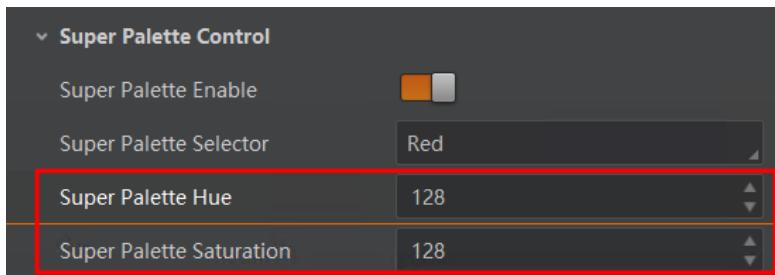 Super Palette Control
Super Palette Enable
Super Palette Selector Red
Super Palette Hue 128
Super Palette Saturation 128